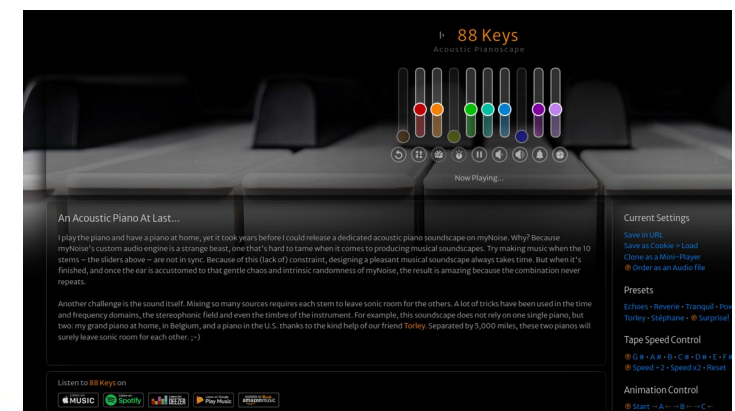 88 Keys
Acoustic Pianoscape
Now Playing...
An Acoustic Piano At Last...
I play the piano and have a piano at home, yet it took years before I could release a dedicated acoustic piano soundscape on myNoise. Why? Because
myNoise's custom audio engine is a strange beast, one that's hard to tame when it comes to producing musical soundscapes. Try making music when the 10
stems – the sliders above – are not in sync. Because of this (lack of) constraint, designing a pleasant musical soundscape always takes time. But when it's
finished, and once the ear is accustomed to that gentle chaos and intrinsic randomness of myNoise, the result is amazing because the combination never
repeats.
Another challenge is the sound itself. Mixing so many sources requires each stem to leave sonic room for the others. A lot of tricks have been used in the time
and frequency domains, the stereophonic field and even the timbre of the instrument. For example, this soundscape does not rely on one single piano, but
two: my grand piano at home, in Belgium, and a piano in the U.S. thanks to the kind help of our friend Torley. Separated by 5,000 miles, these two pianos will
surely leave sonic room for each other. ;-)
Listen to 88 Keys on
MUSIC
Spotify
DEEZER
Play Music
amazonmusic
Current Settings
Save in URL
Save as Cookie > Load
Clone as a Mini-Player
℗ Order as an Audio file
Presets
Echoes • Reverie • Tranquil • Pow
Torley • Stéphane • ℗ Surprise!
Tape Speed Control
℗ G# • A# • B • C# • D# • E • F#
℗ Speed ÷2 • Speed x2 • Reset
Animation Control
℗ Start → A ← → B ← → C ←